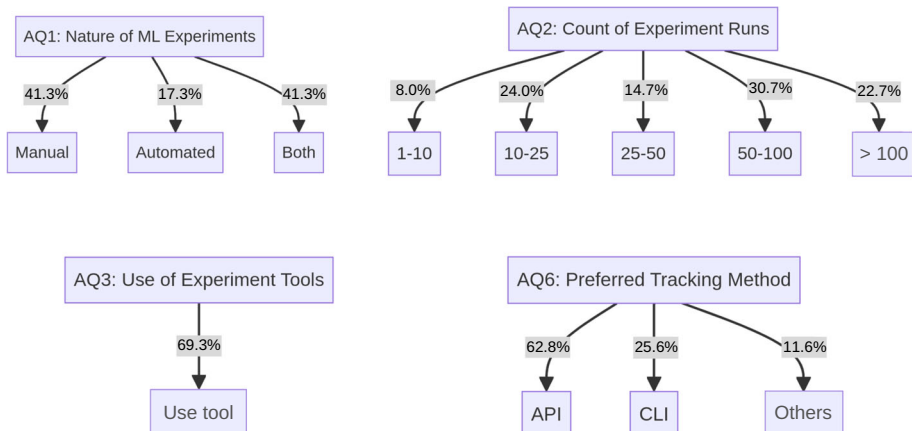 AQ1: Nature of ML Experiments
41.3%
17.3%
41.3%
Manual
Automated
Both
AQ2: Count of Experiment Runs
8.0%
24.0%
14.7%
30.7%
22.7%
1-10
10-25
25-50
50-100
> 100
AQ3: Use of Experiment Tools
69.3%
Use tool
AQ6: Preferred Tracking Method
62.8%
25.6%
11.6%
API
CLI
Others